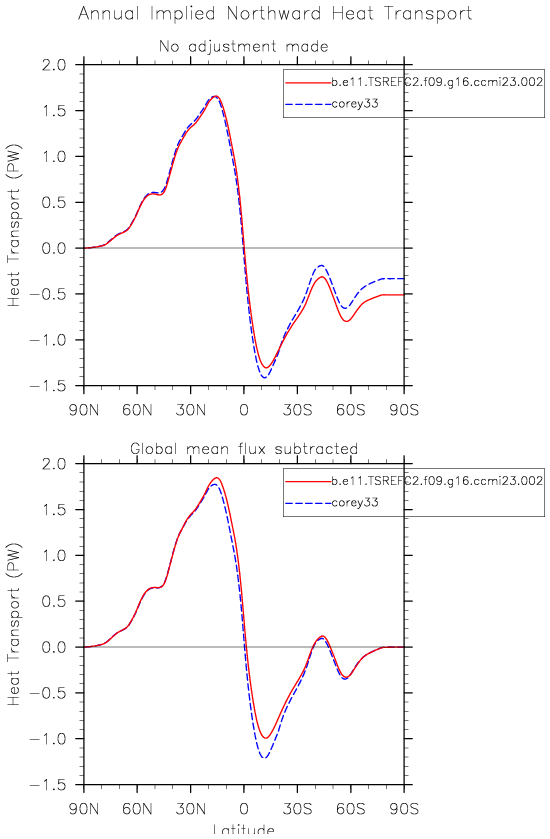 Annual Implied Northward Heat Transport
No adjustment made
b.e11.TSREFC2.f09.g16.ccmi23.002
corey33
Heat Transport (PW)
2.0
1.5
1.0
0.5
0.0
−0.5
−1.0
−1.5
90N 60N 30N 0 30S 60S 90S
Global mean flux subtracted
b.e11.TSREFC2.f09.g16.ccmi23.002
corey33
Heat Transport (PW)
2.0
1.5
1.0
0.5
0.0
−0.5
−1.0
−1.5
90N 60N 30N 0 30S 60S 90S
Latitude